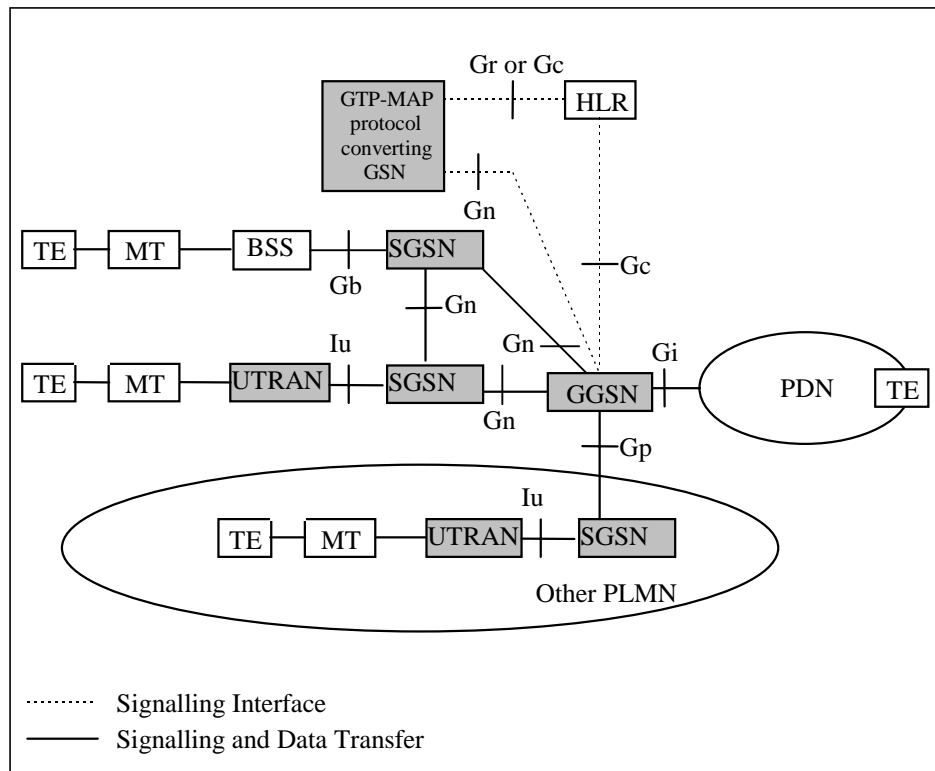 Gr or Gc
GTP-MAP
protocol
converting
GSN
HLR
Gn
TE
MT
BSS
SGSN
Gb
Gc
Gn
Gn
Iu
Gi
TE
MT
UTRAN
SGSN
GGSN
PDN
TE
Gn
Gp
Iu
TE
MT
UTRAN
SGSN
Other PLMN
Signalling Interface
Signalling and Data Transfer